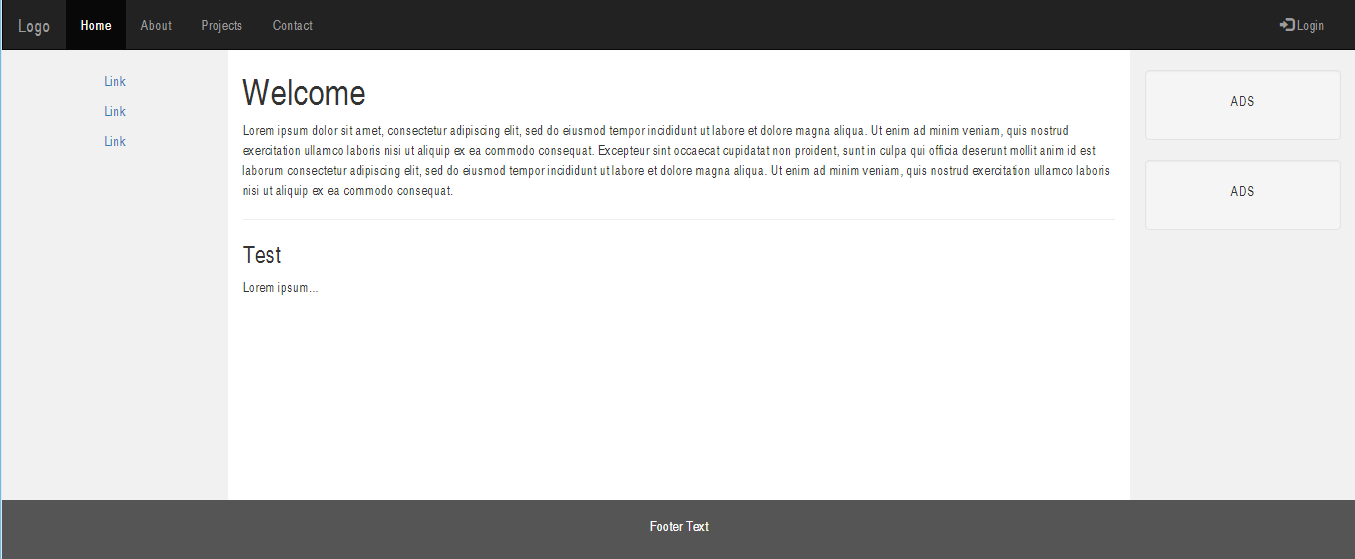 Logo Home About Projects Contact Login
Link
Link
Link
Welcome
Lorem ipsum dolor sit amet, consectetur adipiscing elit, sed do eiusmod tempor incididunt ut labore et dolore magna aliqua. Ut enim ad minim veniam, quis nostrud
exercitation ullamco laboris nisi ut aliquip ex ea commodo consequat. Excepteur sint occaecat cupidatat non proident, sunt in culpa qui officia deserunt mollit anim id est
laborum consectetur adipiscing elit, sed do eiusmod tempor incididunt ut labore et dolore magna aliqua. Ut enim ad minim veniam, quis nostrud exercitation ullamco laboris
nisi ut aliquip ex ea commodo consequat.
Test
Lorem ipsum...
ADS
ADS
Footer Text